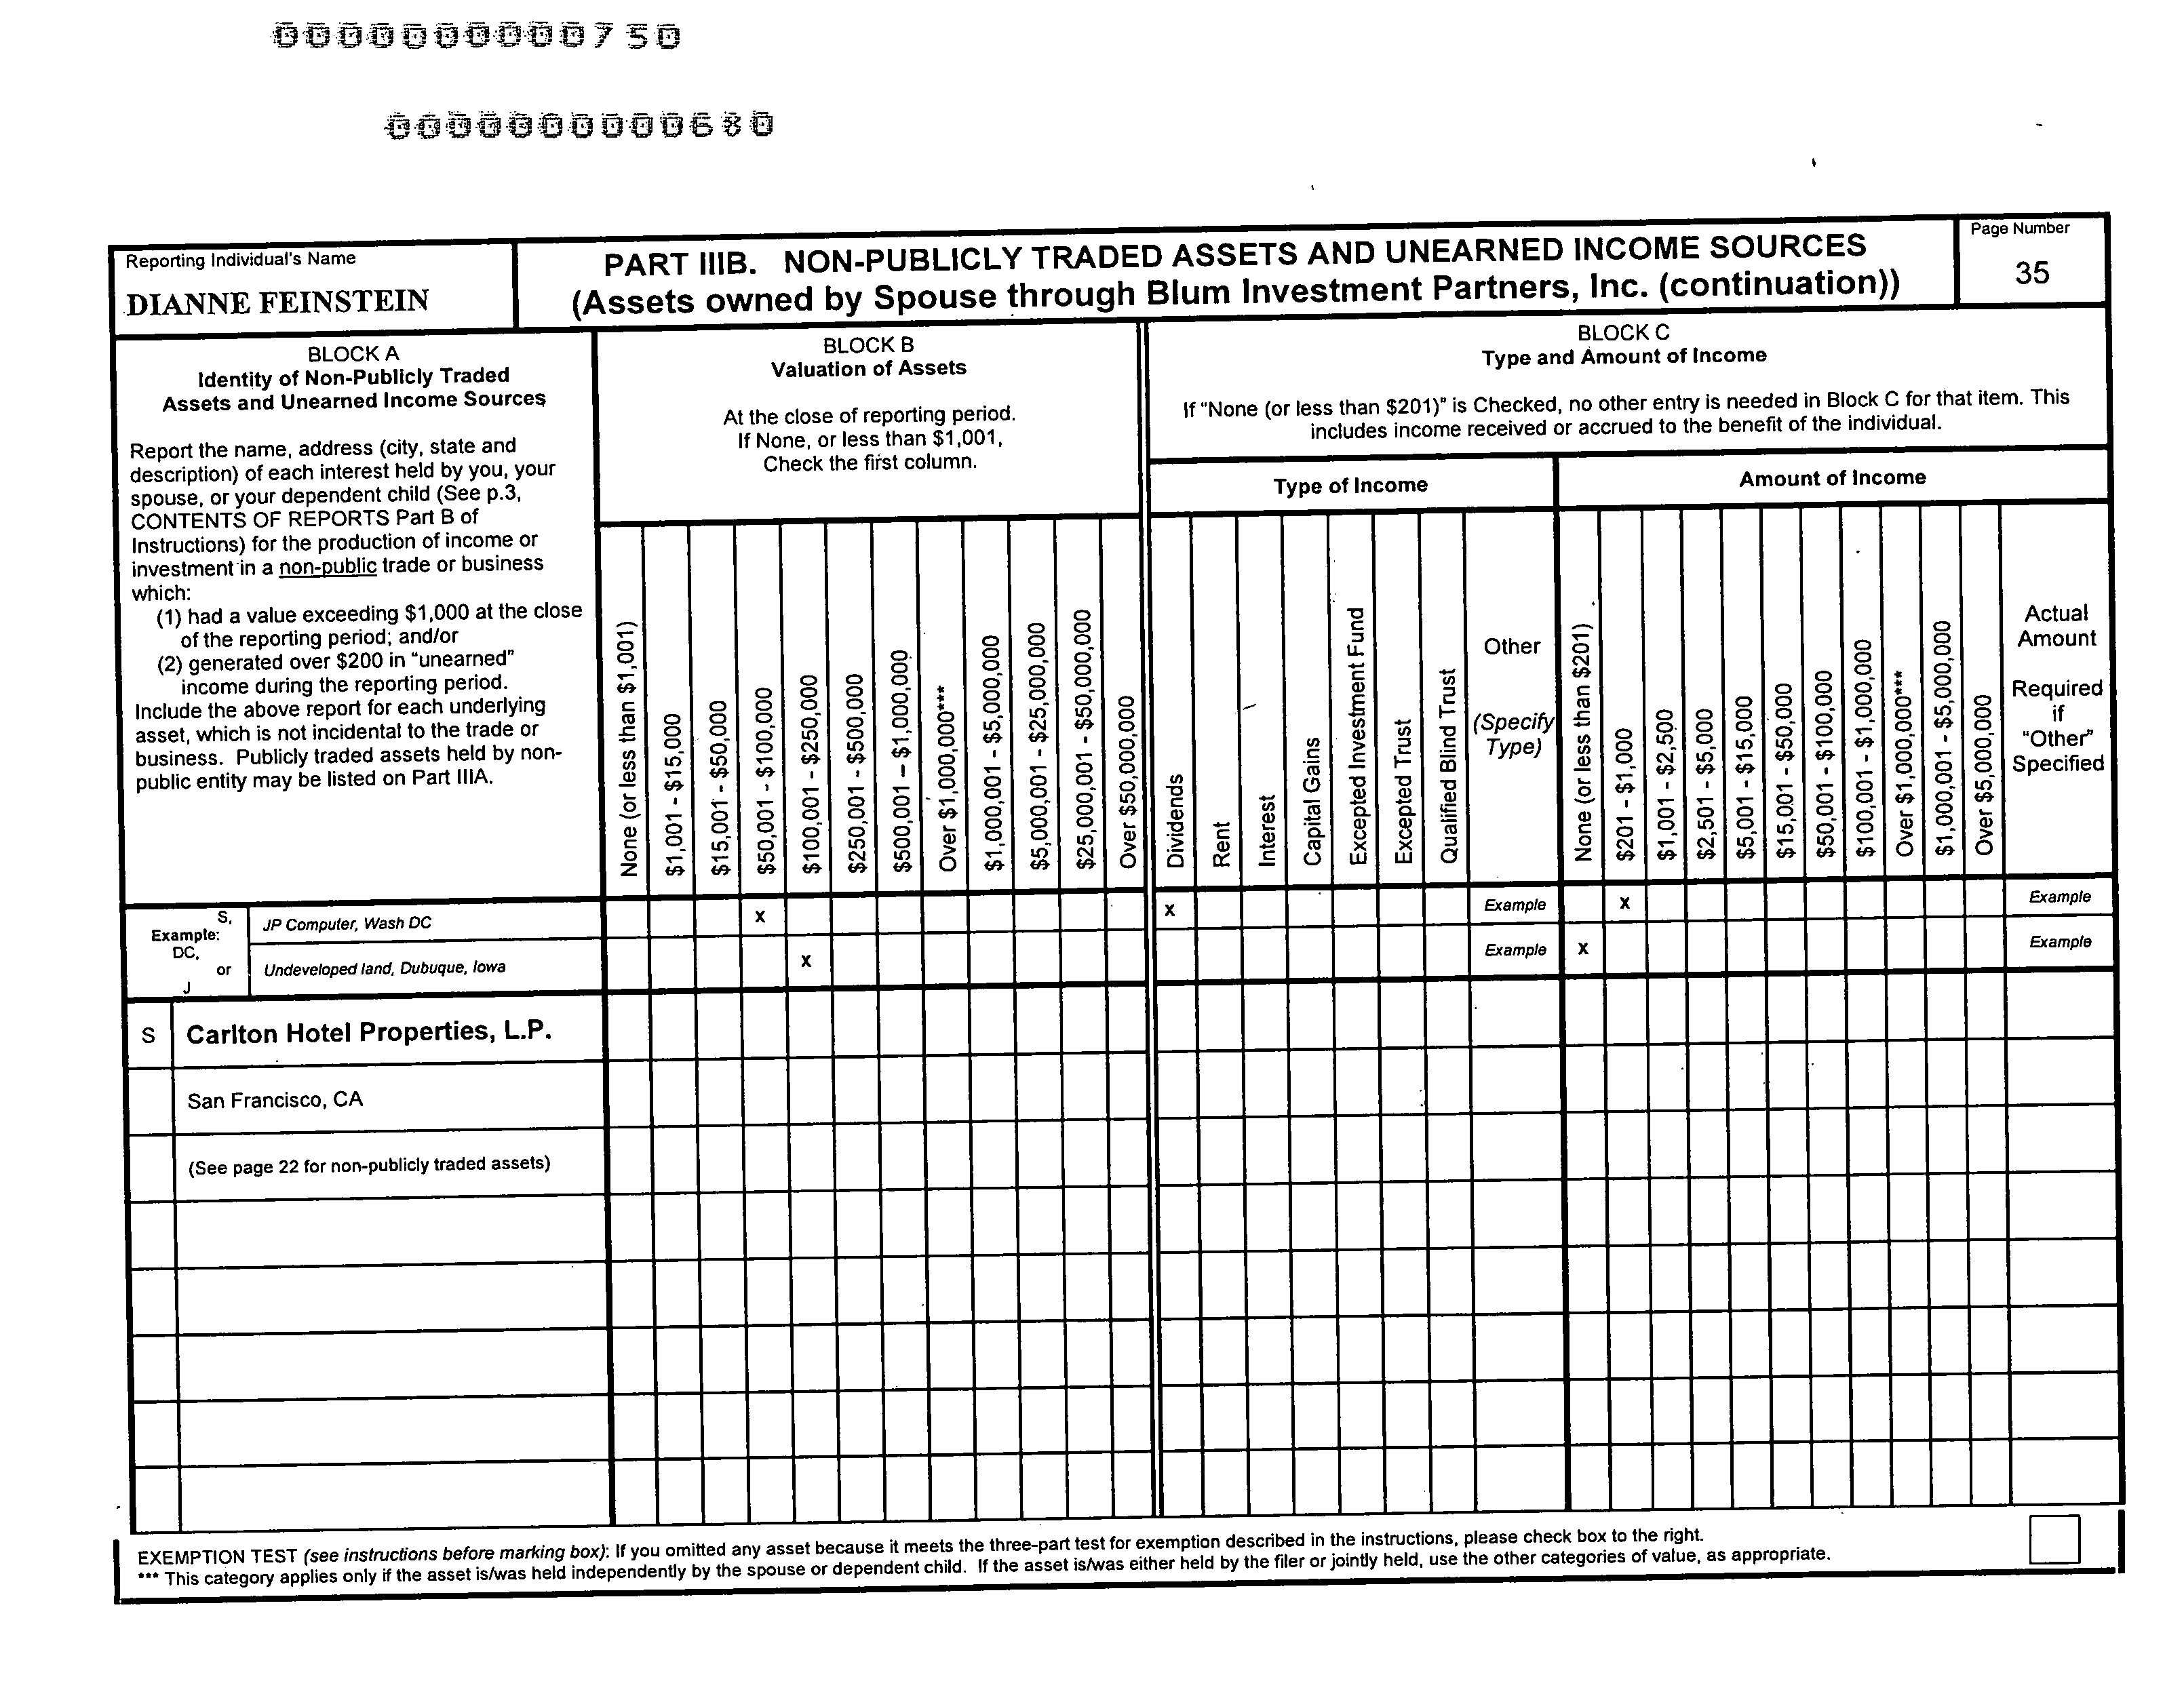 000000000750
0000000000680
Reporting Individual's Name
DIANNE FEINSTEIN
PART IIIB. NON-PUBLICLY TRADED ASSETS AND UNEARNED INCOME SOURCES
(Assets owned by Spouse through Blum Investment Partners, Inc. (continuation))
Page Number
35
BLOCK A
Identity of Non-Publicly Traded
Assets and Unearned Income Sources
Report the name, address (city, state and
description) of each interest held by you, your
spouse, or your dependent child (See p.3,
CONTENTS OF REPORTS Part B of
Instructions) for the production of income or
investment in a non-public trade or business
which:
(1) had a value exceeding $1,000 at the close
of the reporting period; and/or
(2) generated over $200 in "unearned"
income during the reporting period.
Include the above report for each underlying
asset, which is not incidental to the trade or
business. Publicly traded assets held by non-
public entity may be listed on Part IIIA.
BLOCK B
Valuation of Assets
At the close of reporting period.
If None, or less than $1,001,
Check the first column.
None (or less than $1,001)
$1,001 - $15,000
$15,001 - $50,000
$50,001 - $100,000
$100,001 - $250,000
$250,001 - $500,000
$500,001 – $1,000,000
Over $1,000,000***
$1,000,001 - $5,000,000
$5,000,001 - $25,000,000
$25,000,001 - $50,000,000
Over $50,000,000
BLOCK C
Type and Amount of Income
If "None (or less than $201)" is Checked, no other entry is needed in Block C for that item. This
includes income received or accrued to the benefit of the individual.
Type of Income
Dividends
Rent
Interest
Capital Gains
Excepted Investment Fund
Excepted Trust
Qualified Blind Trust
Other
(Specify
Type)
Amount of Income
None (or less than $201)
$201 - $1,000
$1,001 - $2,500
$2,501 - $5,000
$5,001 - $15,000
$15,001 - $50,000
$50,001 - $100,000
$100,001 - $1,000,000
Over $1,000,000***
$1,000,001 - $5,000,000
Over $5,000,000
Actual
Amount
Required
if
"Other"
Specified
Example:
S,
DC,
or
J
JP Computer, Wash DC
X
X
Example
X
Example
Undeveloped land, Dubuque, Iowa
X
Example
X
Example
S
Carlton Hotel Properties, L.P.
San Francisco, CA
(See page 22 for non-publicly traded assets)
EXEMPTION TEST (see instructions before marking box): If you omitted any asset because it meets the three-part test for exemption described in the instructions, please check box to the right.
*** This category applies only if the asset is/was held independently by the spouse or dependent child. If the asset is/was either held by the filer or jointly held, use the other categories of value, as appropriate.